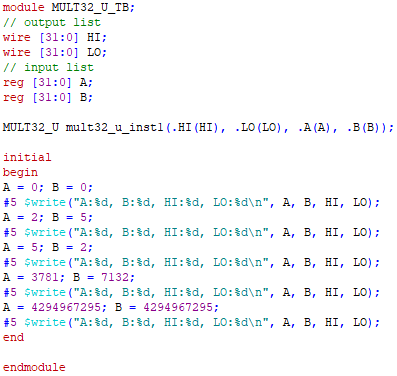 module MULT32_U_TB;
// output list
wire [31:0] HI;
wire [31:0] LO;
// input list
reg [31:0] A;
reg [31:0] B;
MULT32_U mult32_u_inst1(.HI(HI), .LO(LO), .A(A), .B(B));
initial
begin
A = 0; B = 0;
#5 $write("A:%d, B:%d, HI:%d, LO:%d\n", A, B, HI, LO);
A = 2; B = 5;
#5 $write("A:%d, B:%d, HI:%d, LO:%d\n", A, B, HI, LO);
A = 5; B = 2;
#5 $write("A:%d, B:%d, HI:%d, LO:%d\n", A, B, HI, LO);
A = 3781; B = 7132;
#5 $write("A:%d, B:%d, HI:%d, LO:%d\n", A, B, HI, LO);
A = 4294967295; B = 4294967295;
#5 $write("A:%d, B:%d, HI:%d, LO:%d\n", A, B, HI, LO);
end
endmodule